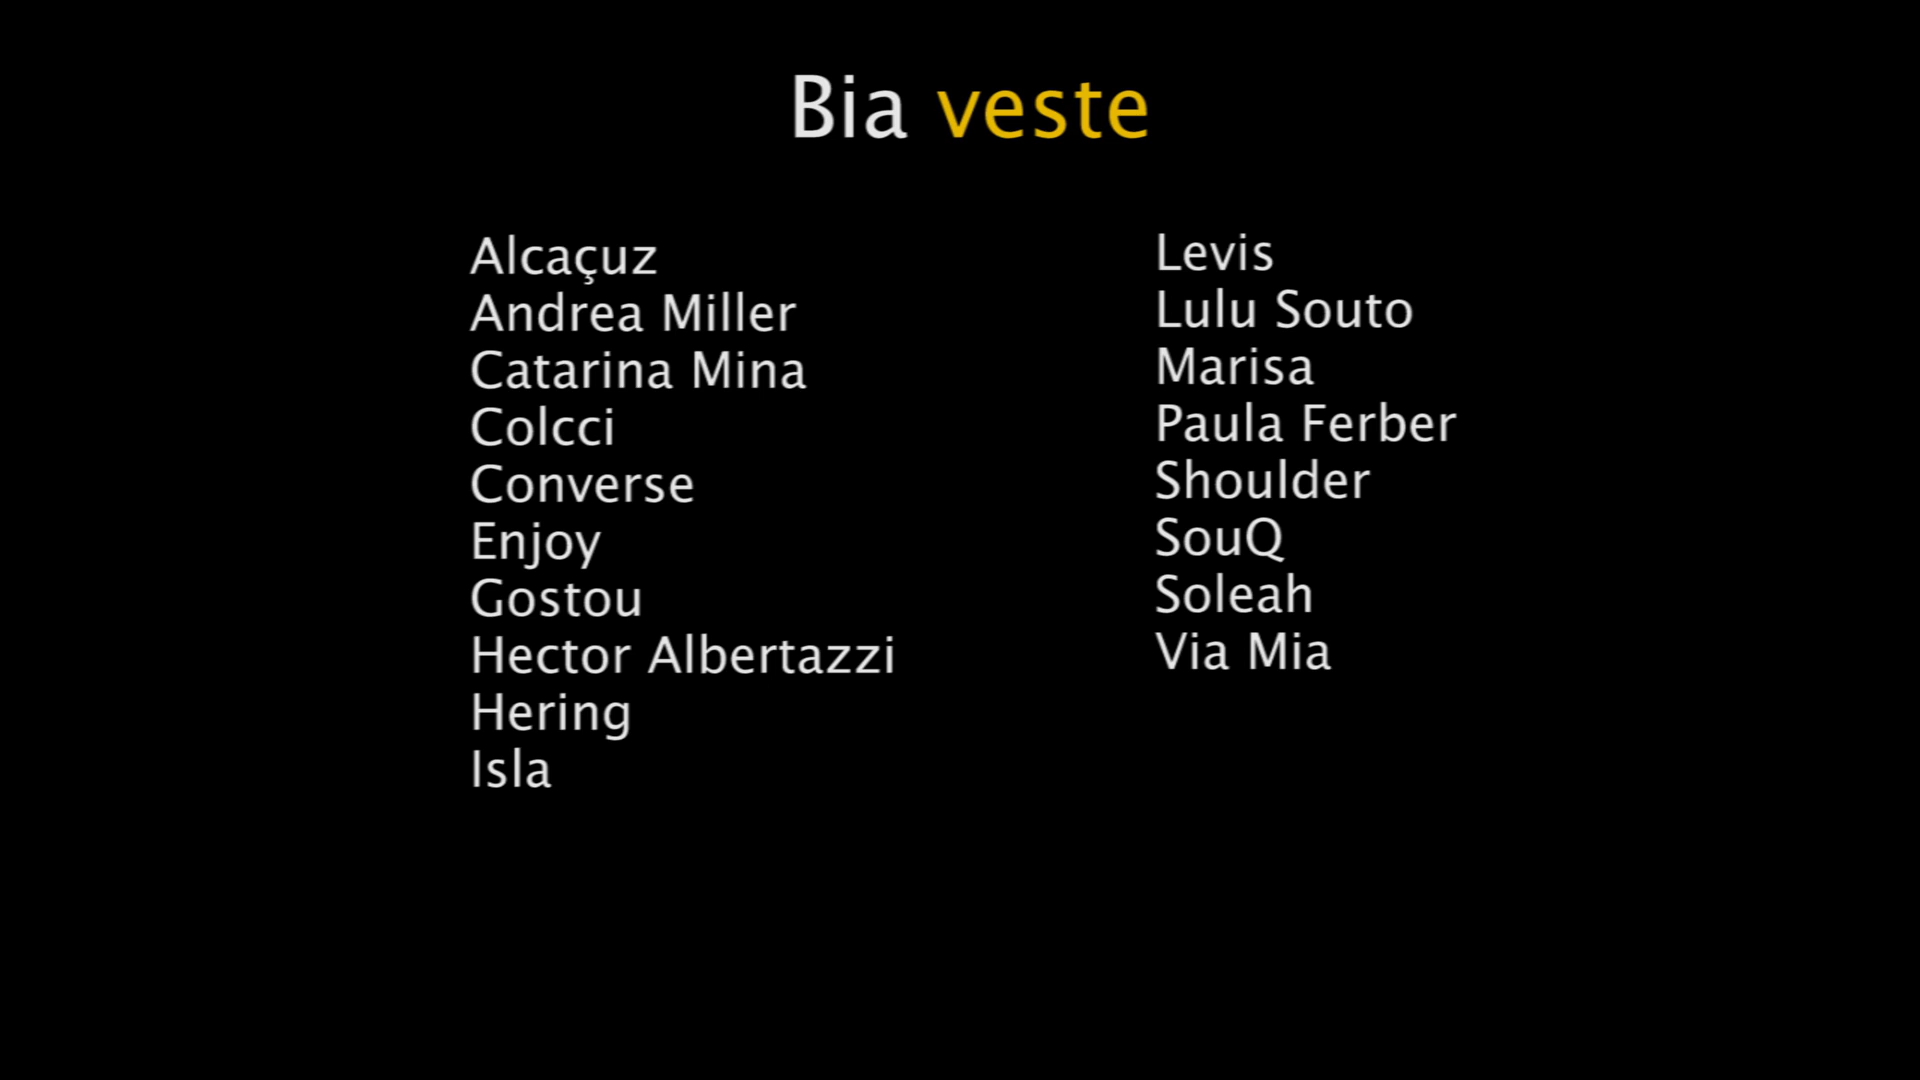 Bia veste
Alcaçuz
Andrea Miller
Catarina Mina
Colcci
Converse
Enjoy
Gostou
Hector Albertazzi
Hering
Isla
Levis
Lulu Souto
Marisa
Paula Ferber
Shoulder
SouQ
Soleah
Via Mia